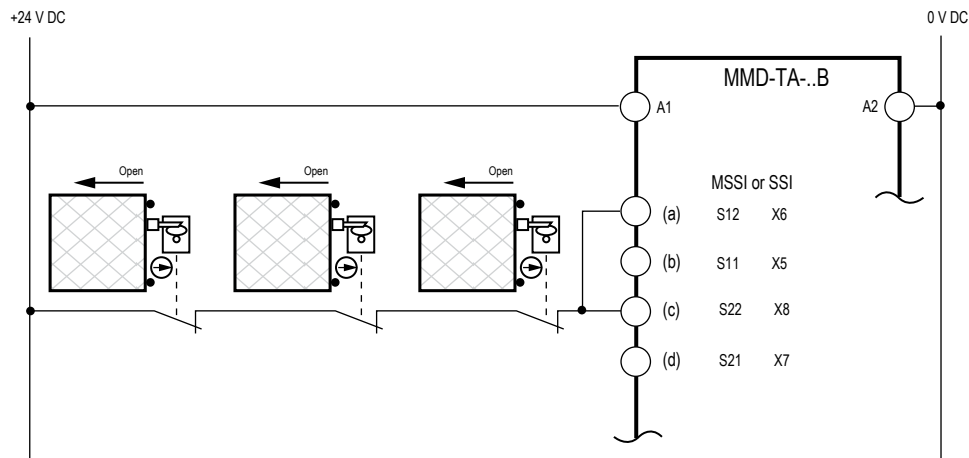 +24 V DC
0 V DC
MMD-TA-..B
A1
A2
Open
Open
Open
MSSI or SSI
(a) S12 X6
(b) S11 X5
(c) S22 X8
(d) S21 X7